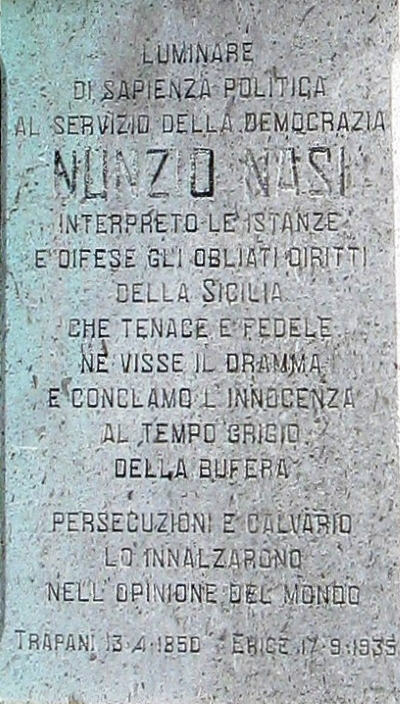 LUMINARE
DI SAPIENZA POLITICA
AL SERVIZIO DELLA DEMOCRAZIA
NUNZIO NASI
INTERPRETO LE ISTANZE
E DIFESE GLI OBLIATI DIRITTI
DELLA SICILIA
CHE TENACE E FEDELE
NE VISSE IL DRAMMA
E CONCLAMO L'INNOCENZA
AL TEMPO GRIGIO
DELLA BUFERA
PERSECUZIONI E CALVARIO
LO INNALZARONO
NELL'OPINIONE DEL MONDO
TRAPANI 13·4·1850 - ERICE 17·9·1935